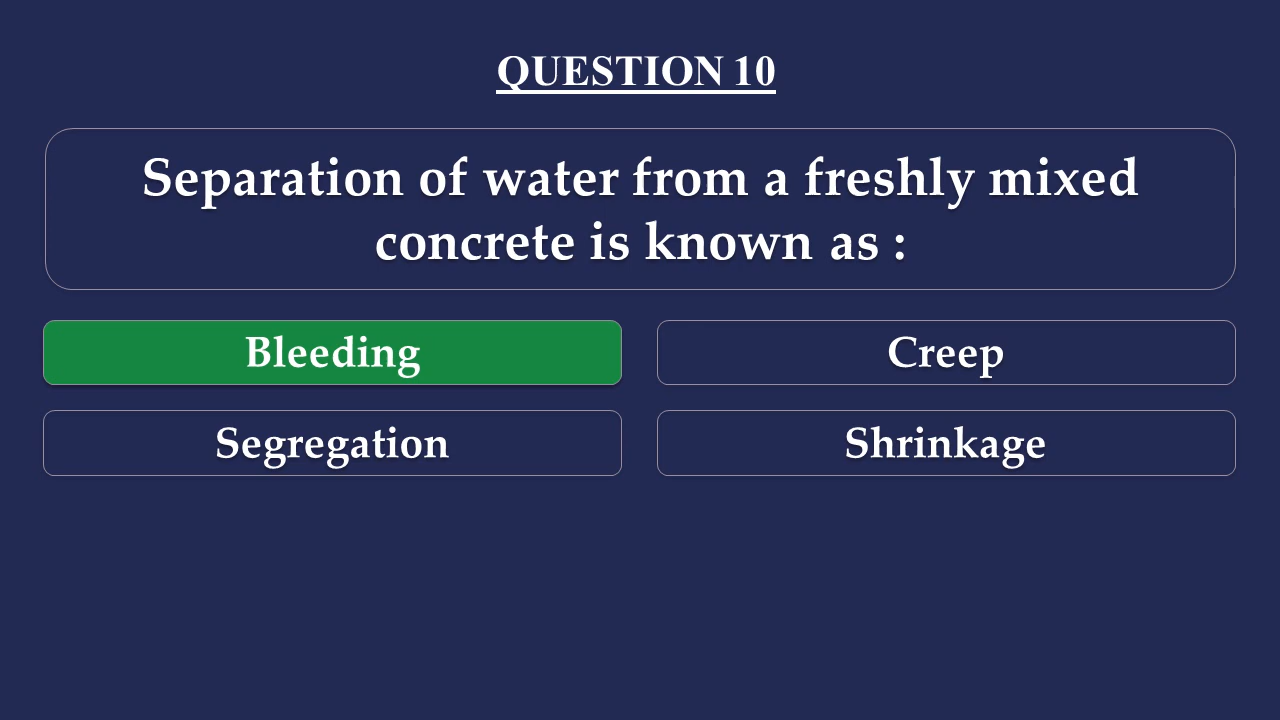 QUESTION 10
Separation of water from a freshly mixed
concrete is known as :
Bleeding
Creep
Segregation
Shrinkage